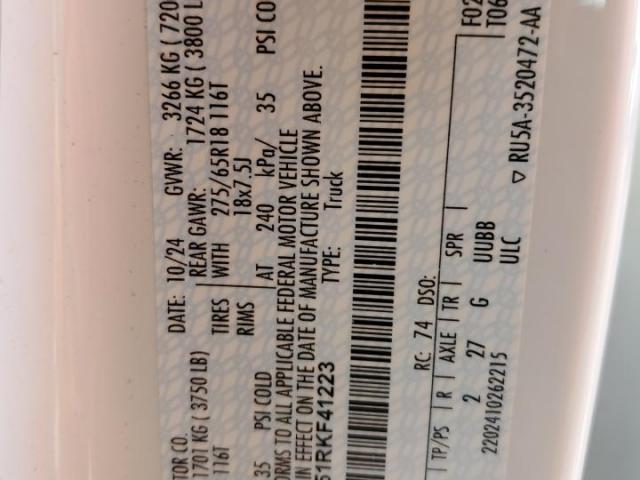 DATE: 10/24 GVWR: 3266 KG ( 720
TOR CO. REAR GAWR: 1724 KG ( 3800 L
1701 KG ( 3750 LB) TIRES WITH 275/65R18 116T
116T RIMS 18x7.5J
35 PSI COLD AT 240 kPa/ 35 PSI COL
ORMS TO ALL APPLICABLE FEDERAL MOTOR VEHICLE
IN EFFECT ON THE DATE OF MANUFACTURE SHOWN ABOVE.
51RKF41223 TYPE: Truck
RC: 74 DSO: F02
TP/PS R AXLE TR SPR T06
2 27 G UUBB
2202410262215 ULC ▽ RU5A-3520472-AA